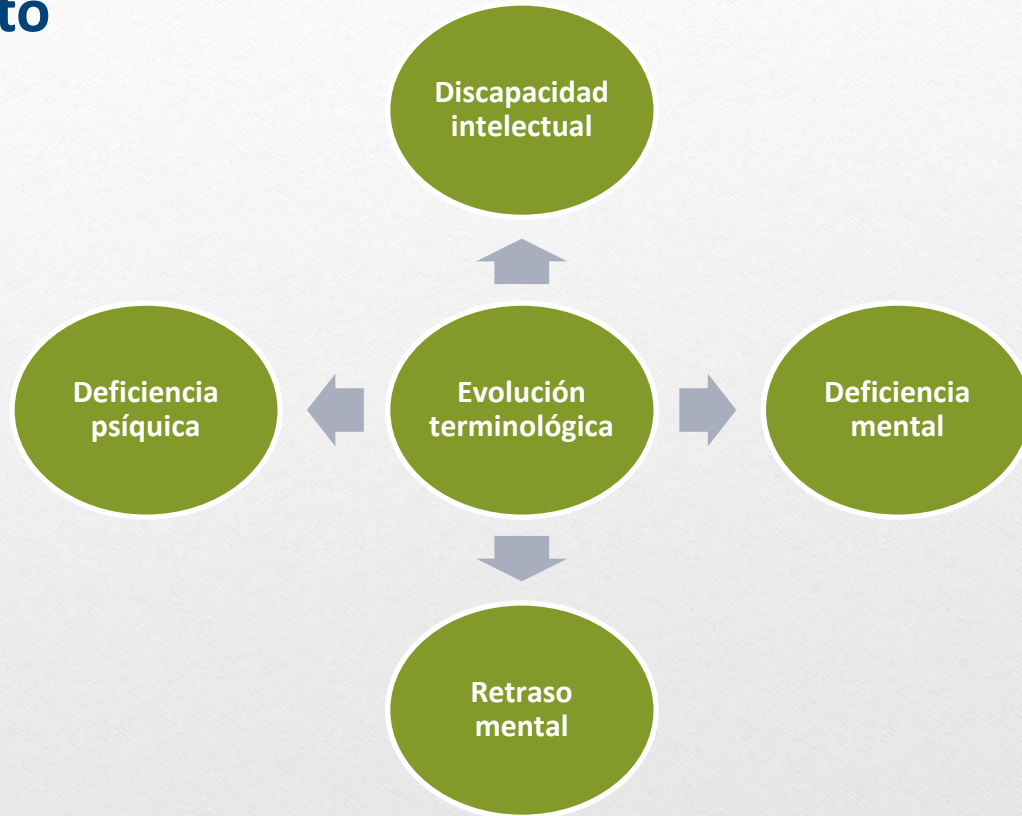 to
Discapacidad
intelectual
Deficiencia
psíquica
Evolución
terminológica
Deficiencia
mental
Retraso
mental